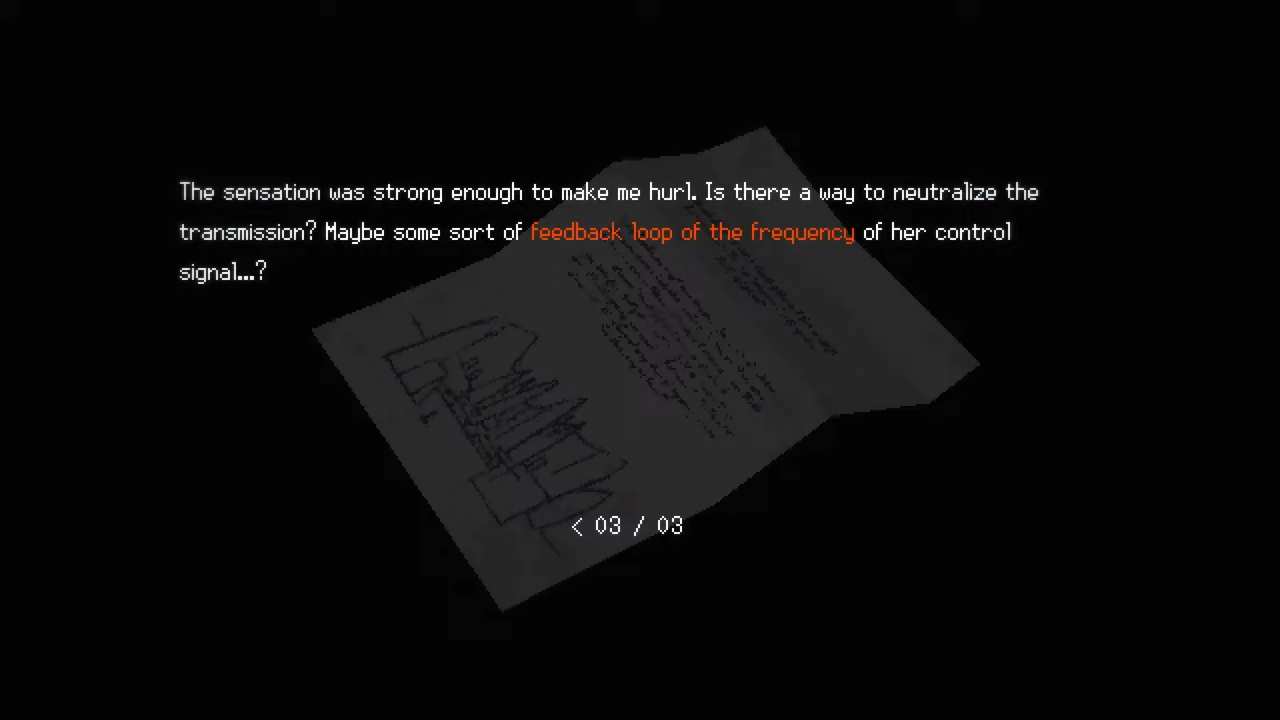 The sensation was strong enough to make me hurl. Is there a way to neutralize the
transmission? Maybe some sort of feedback loop of the frequency of her control
signal...?
< 03 / 03